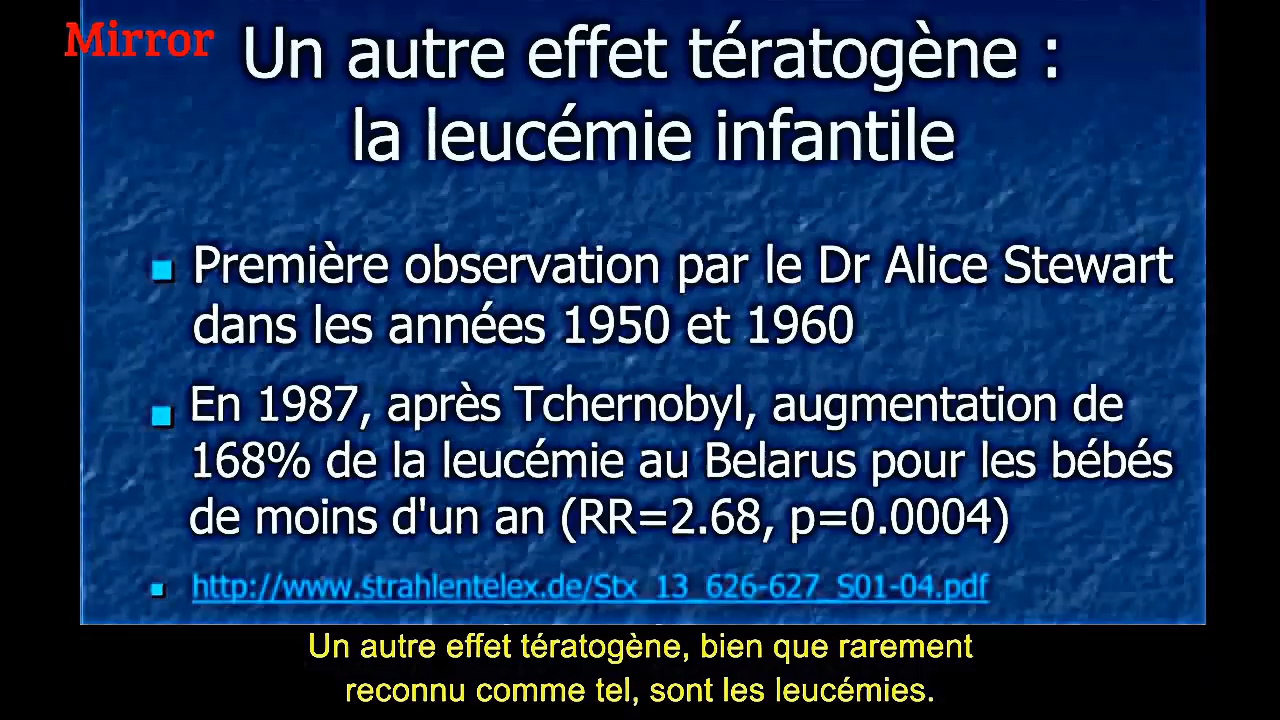 Mirror
Un autre effet tératogène :
la leucémie infantile
Première observation par le Dr Alice Stewart
dans les années 1950 et 1960
En 1987, après Tchernobyl, augmentation de
168% de la leucémie au Belarus pour les bébés
de moins d'un an (RR=2.68, p=0.0004)
http://www.strahlentelex.de/Stx_13_626-627_S01-04.pdf
Un autre effet tératogène, bien que rarement
reconnu comme tel, sont les leucémies.